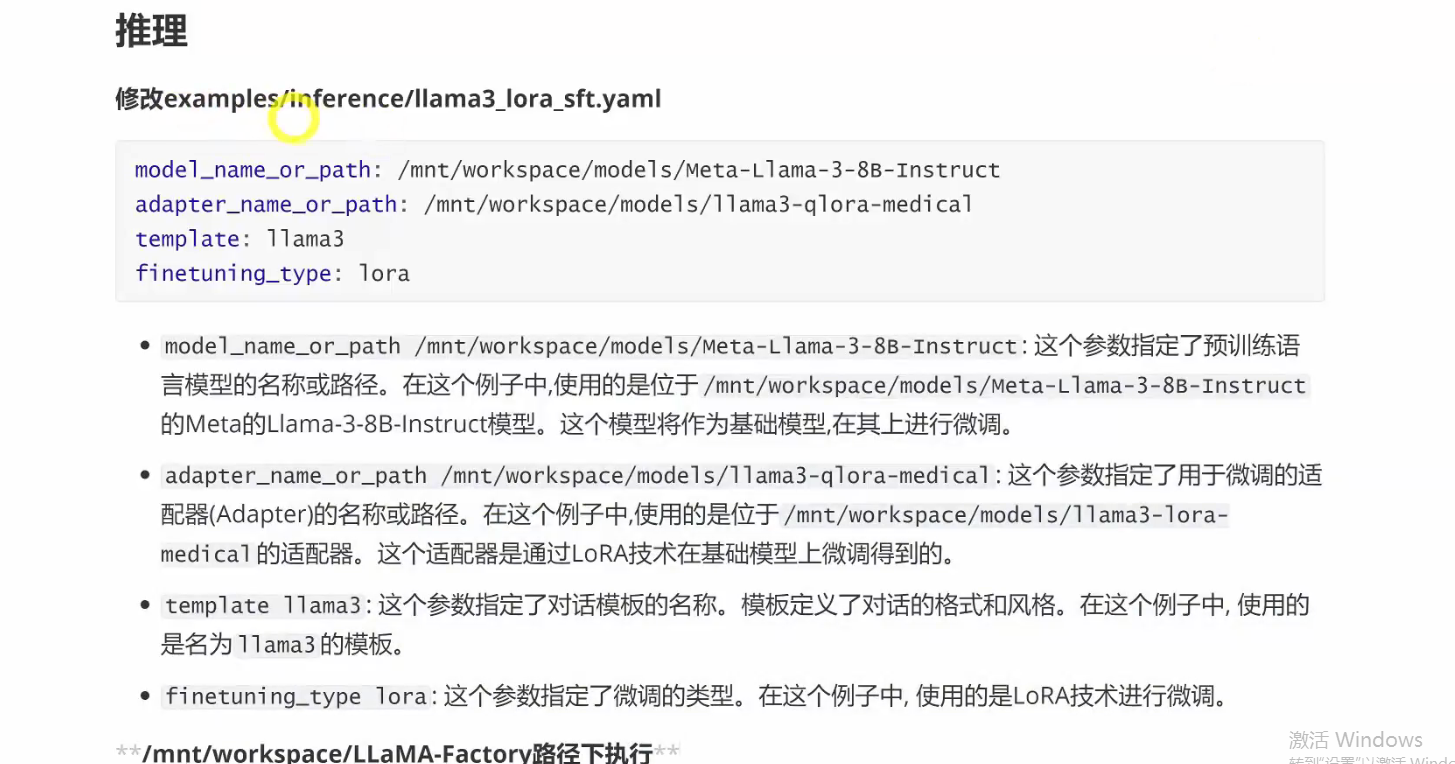 推理
修改examples/inference/llama3_lora_sft.yaml
model_name_or_path: /mnt/workspace/models/Meta-Llama-3-8B-Instruct
adapter_name_or_path: /mnt/workspace/models/llama3-qlora-medical
template: llama3
finetuning_type: lora
• model_name_or_path /mnt/workspace/models/Meta-Llama-3-8B-Instruct: 这个参数指定了预训练语
言模型的名称或路径。在这个例子中,使用的是位于 /mnt/workspace/models/Meta-Llama-3-8B-Instruct
的Meta的Llama-3-8B-Instruct模型。这个模型将作为基础模型,在其上进行微调。
• adapter_name_or_path /mnt/workspace/models/llama3-qlora-medical: 这个参数指定了用于微调的适
配器(Adapter)的名称或路径。在这个例子中,使用的是位于 /mnt/workspace/models/llama3-lora-
medical 的适配器。这个适配器是通过LoRA技术在基础模型上微调得到的。
• template llama3: 这个参数指定了对话模板的名称。模板定义了对话的格式和风格。在这个例子中, 使用的
是名为 llama3 的模板。
• finetuning_type lora: 这个参数指定了微调的类型。在这个例子中, 使用的是LoRA技术进行微调。
**/mnt/workspace/LLaMA-Factory路径下执行**
激活 Windows
转到"设置"以激活 Windo